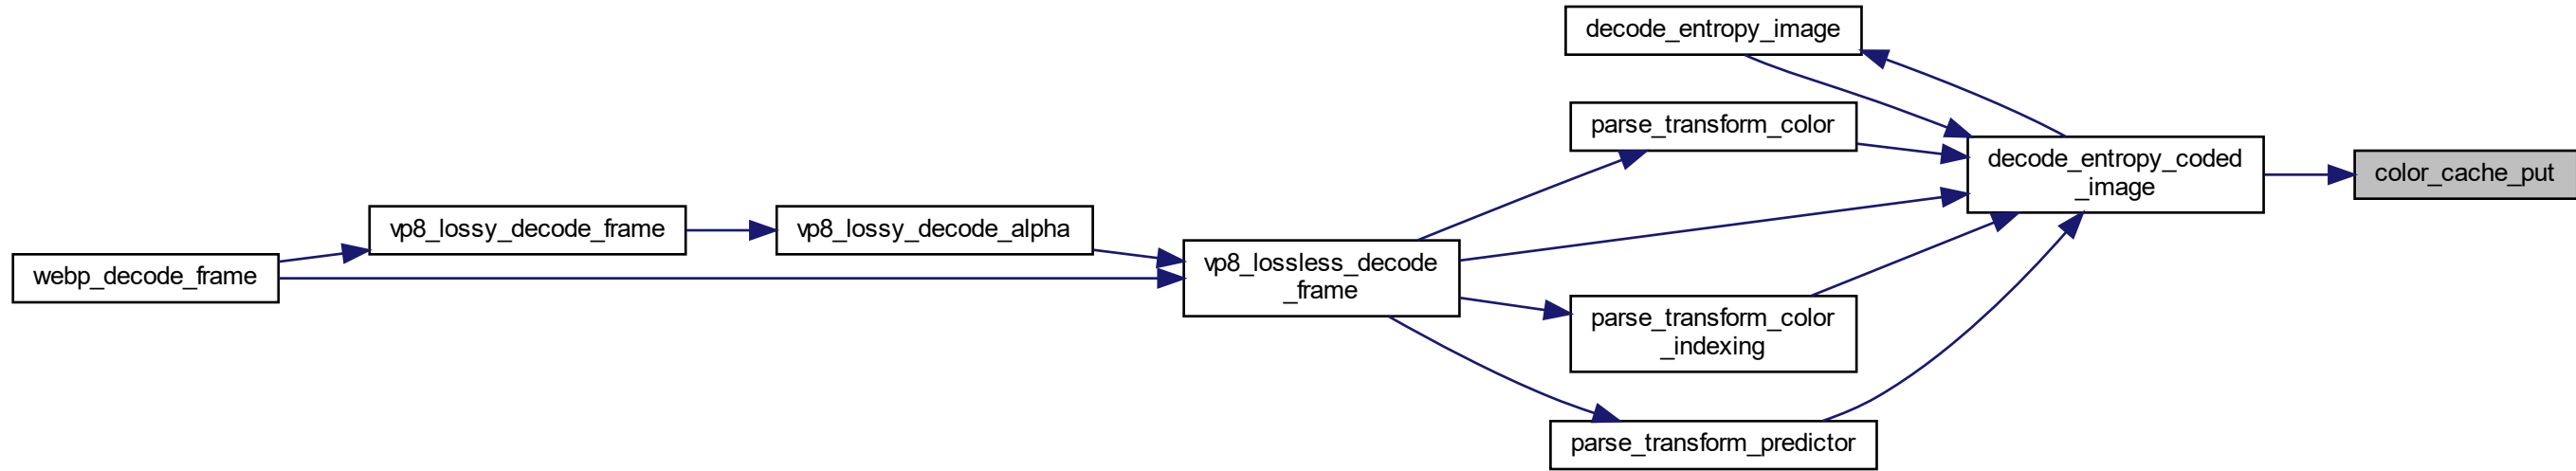 decode_entropy_image
parse_transform_color
decode_entropy_coded
_image
color_cache_put
vp8_lossy_decode_frame
vp8_lossy_decode_alpha
webp_decode_frame
vp8_lossless_decode
_frame
parse_transform_color
_indexing
parse_transform_predictor